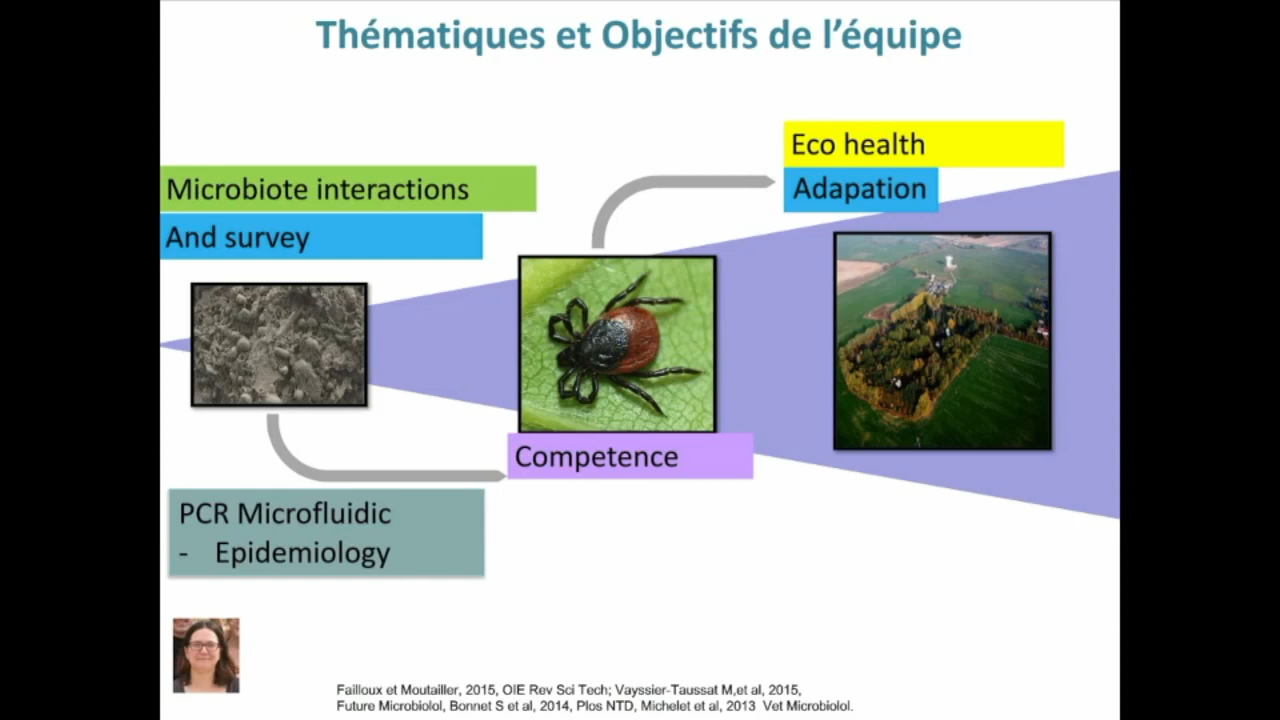 Thématiques et Objectifs de l’équipe
Eco health
Adapation
Microbiote interactions
And survey
Competence
PCR Microfluidic
- Epidemiology
Failloux et Moutailler, 2015, OIE Rev Sci Tech; Vayssier-Taussat M,et al, 2015,
Future Microbiolol, Bonnet S et al, 2014, Plos NTD, Michelet et al, 2013 Vet Microbiolol.